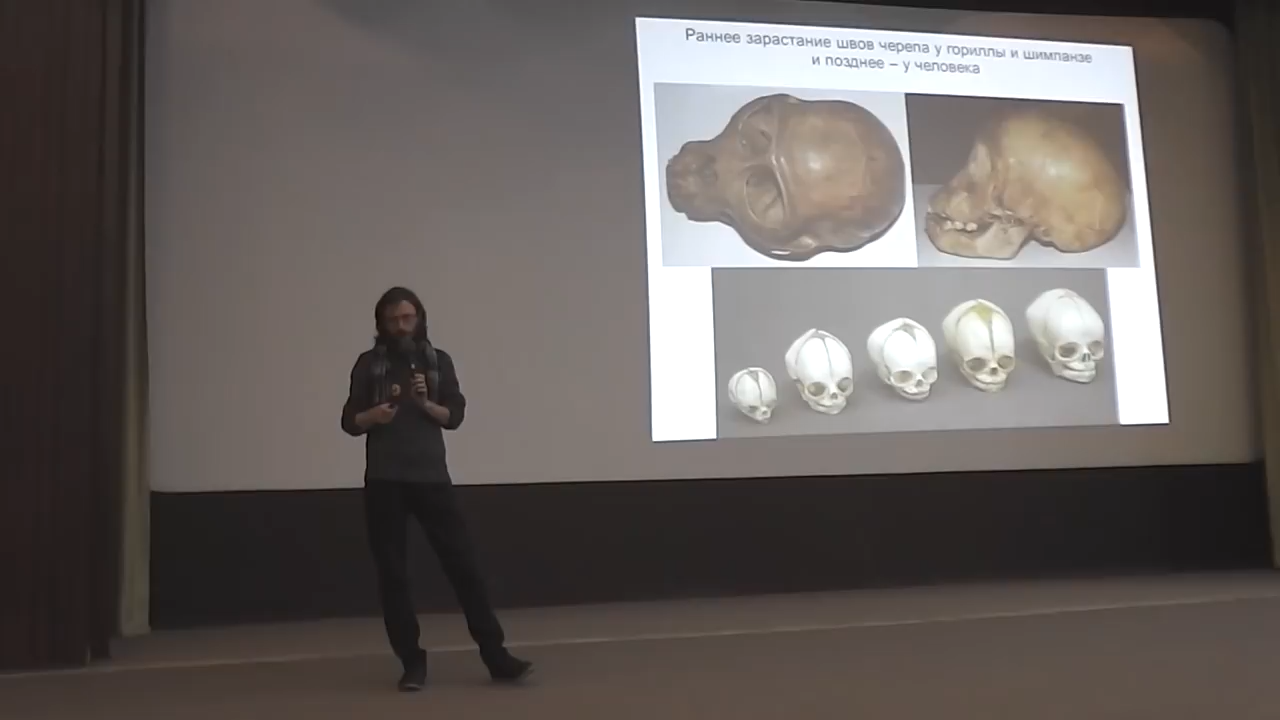 Раннее зарастание швов черепа у гориллы и шимпанзе
и позднее – у человека